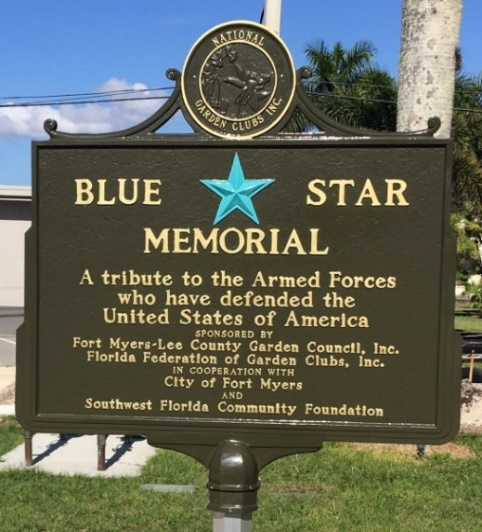 NATIONAL
GARDEN CLUBS INC.
BLUE STAR
MEMORIAL
A tribute to the Armed Forces
who have defended the
United States of America
SPONSORED BY
Fort Myers-Lee County Garden Council, Inc.
Florida Federation of Garden Clubs, Inc.
IN COOPERATION WITH
City of Fort Myers
AND
Southwest Florida Community Foundation